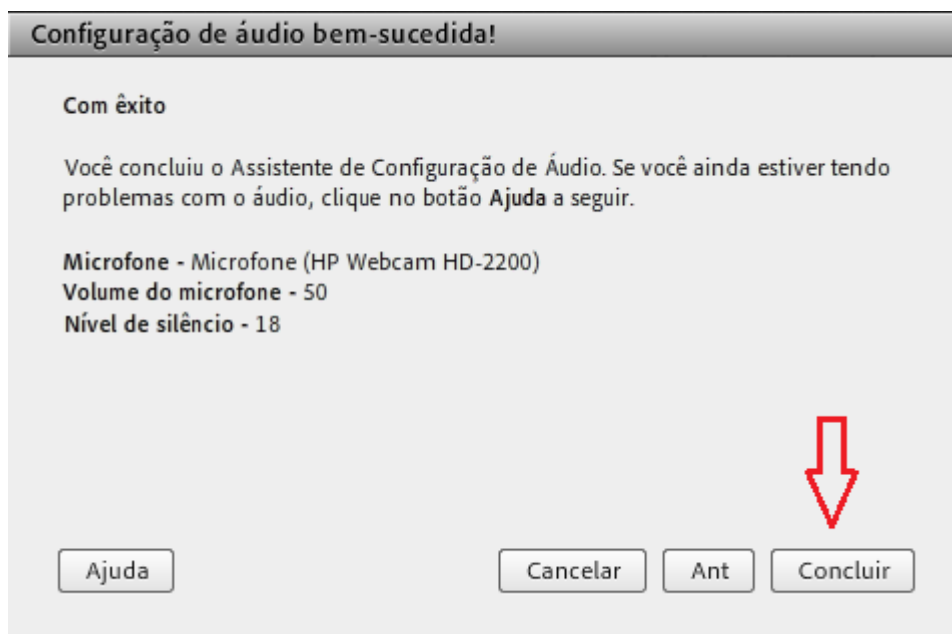 Configuração de áudio bem-sucedida!
Com êxito
Você concluiu o Assistente de Configuração de Áudio. Se você ainda estiver tendo
problemas com o áudio, clique no botão Ajuda a seguir.
Microfone - Microfone (HP Webcam HD-2200)
Volume do microfone - 50
Nível de silêncio - 18
Ajuda
Cancelar
Ant
Concluir